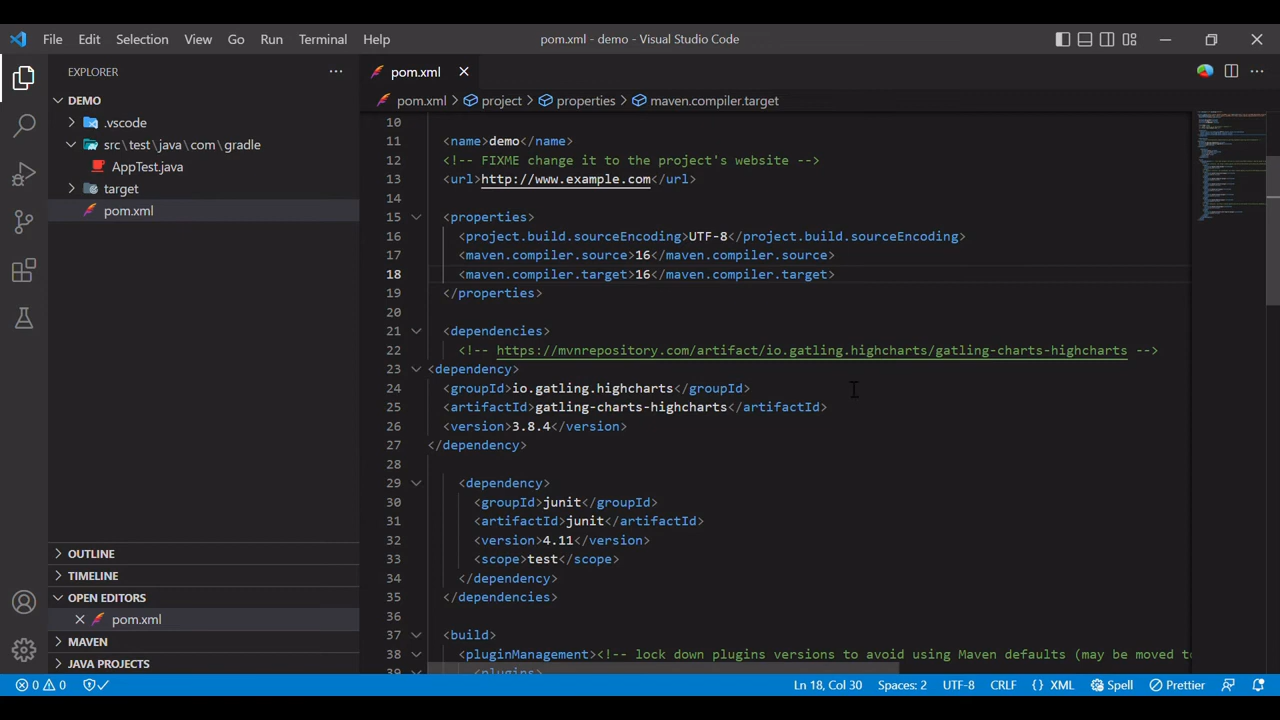 File Edit Selection View Go Run Terminal Help
pom.xml - demo - Visual Studio Code
EXPLORER
DEMO
.vscode
src\test\java\com\gradle
AppTest.java
target
pom.xml
OUTLINE
TIMELINE
OPEN EDITORS
pom.xml
MAVEN
JAVA PROJECTS
pom.xml
pom.xml > project > properties > maven.compiler.target
10
11 <name>demo</name>
12 <!-- FIXME change it to the project's website -->
13 <url>http://www.example.com</url>
14
15 <properties>
16 <project.build.sourceEncoding>UTF-8</project.build.sourceEncoding>
17 <maven.compiler.source>16</maven.compiler.source>
18 <maven.compiler.target>16</maven.compiler.target>
19 </properties>
20
21 <dependencies>
22 <!-- https://mvnrepository.com/artifact/io.gatling.highcharts/gatling-charts-highcharts -->
23 <dependency>
24 <groupId>io.gatling.highcharts</groupId>
25 <artifactId>gatling-charts-highcharts</artifactId>
26 <version>3.8.4</version>
27 </dependency>
28
29 <dependency>
30 <groupId>junit</groupId>
31 <artifactId>junit</artifactId>
32 <version>4.11</version>
33 <scope>test</scope>
34 </dependency>
35 </dependencies>
36
37 <build>
38 <pluginManagement><!-- lock down plugins versions to avoid using Maven defaults (may be moved t
39 <plugins>
0 0 Ln 18, Col 30 Spaces: 2 UTF-8 CRLF {} XML Spell Prettier